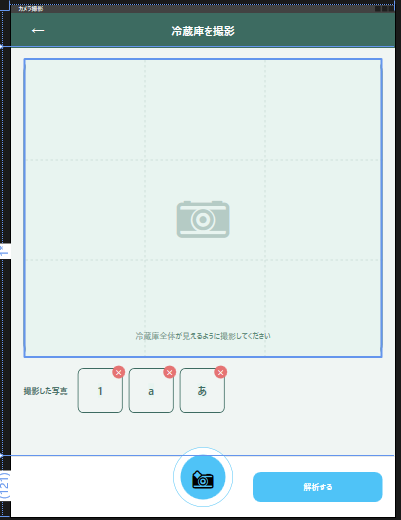 カメラ撮影
←
冷蔵庫を撮影
1*
冷蔵庫全体が見えるように撮影してください
撮影した写真
1
a
あ
(121)
解析する